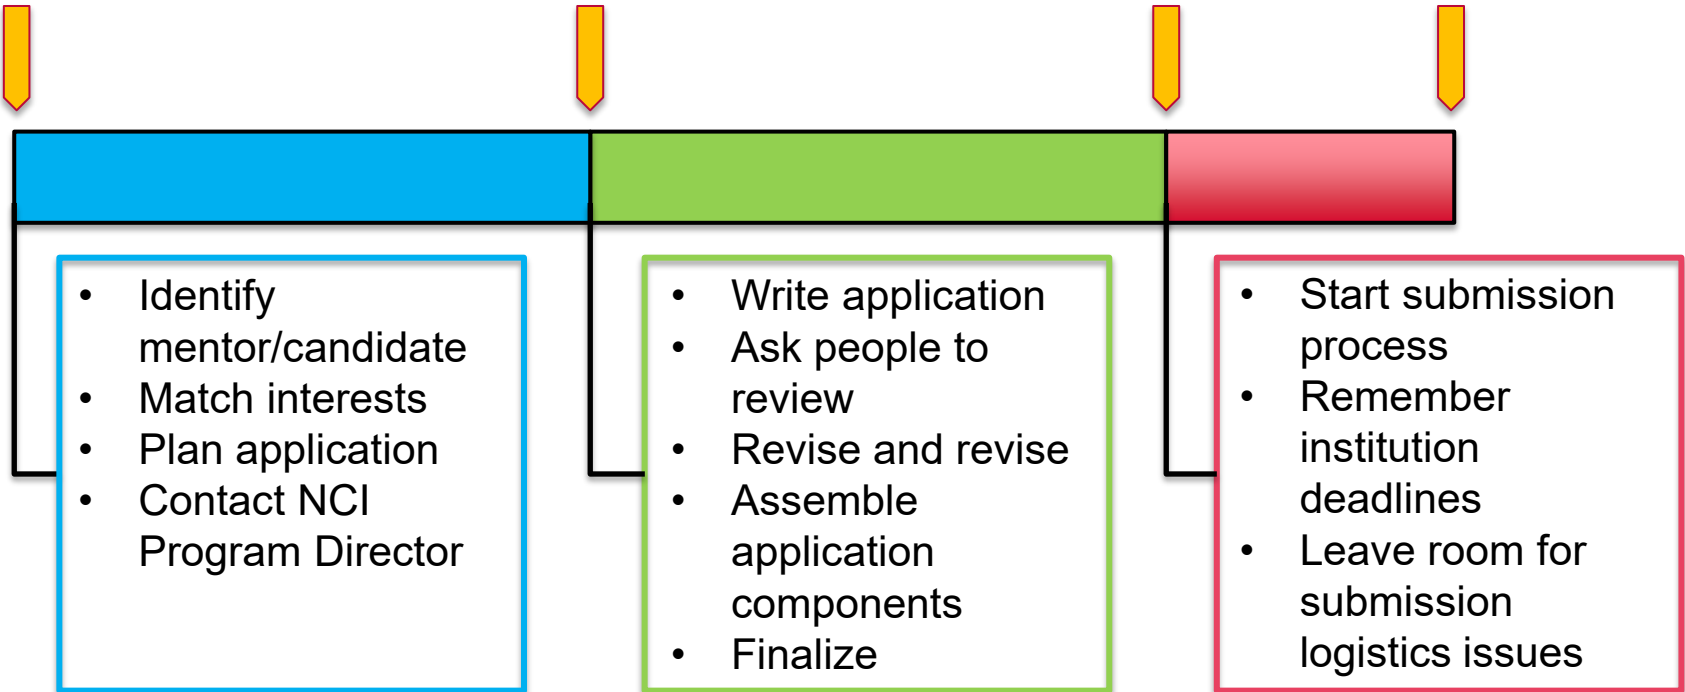 • Identify
mentor/candidate
• Match interests
• Plan application
• Contact NCI
Program Director
• Write application
• Ask people to
review
• Revise and revise
• Assemble
application
components
• Finalize
• Start submission
process
• Remember
institution
deadlines
• Leave room for
submission
logistics issues